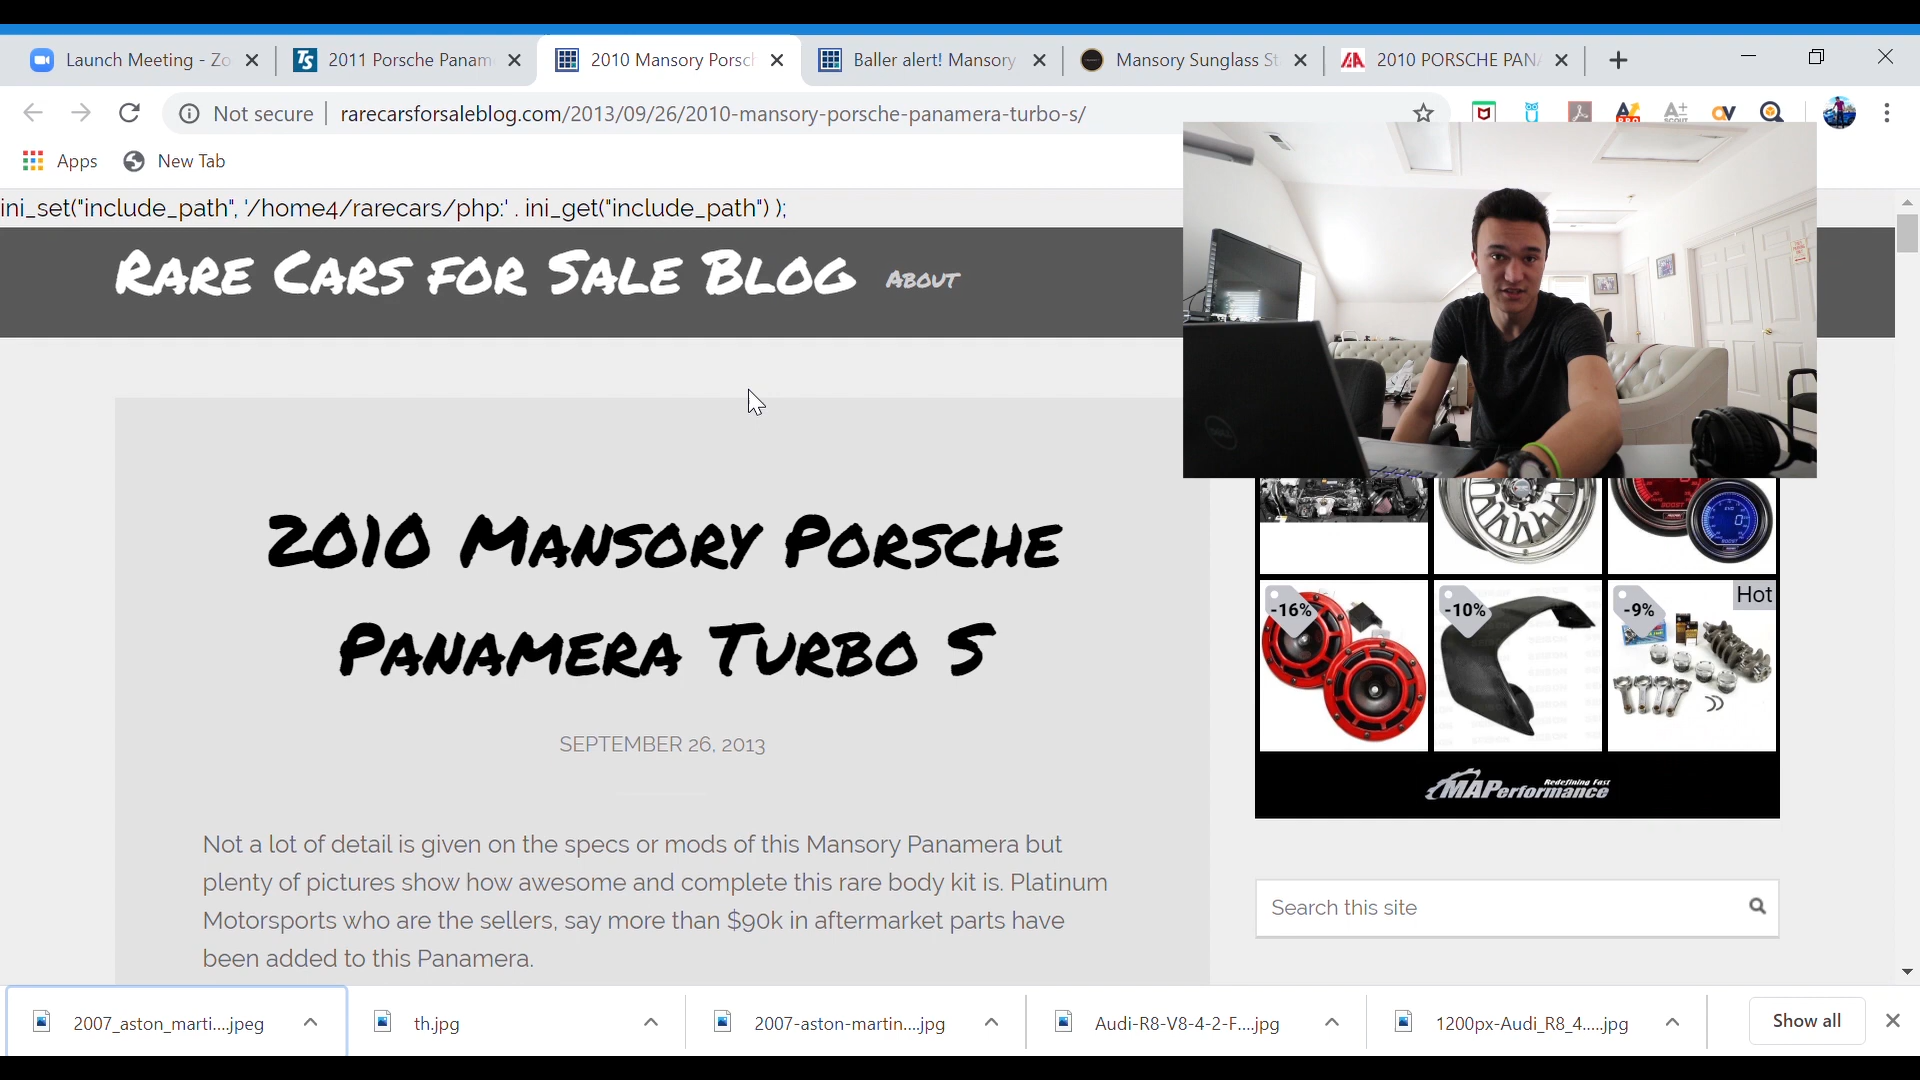 Launch Meeting - Zo
2011 Porsche Panam
2010 Mansory Porsc
Baller alert! Mansory
Mansory Sunglass St
2010 PORSCHE PAN
Not secure
rarecarsforsaleblog.com/2013/09/26/2010-mansory-porsche-panamera-turbo-s/
Apps
New Tab
ini_set("include_path", '/home4/rarecars/php:' . ini_get("include_path") );
Rare Cars for Sale Blog
About
2010 Mansory Porsche
Panamera Turbo S
SEPTEMBER 26, 2013
Not a lot of detail is given on the specs or mods of this Mansory Panamera but
plenty of pictures show how awesome and complete this rare body kit is. Platinum
Motorsports who are the sellers, say more than $90k in aftermarket parts have
been added to this Panamera.
-16%
-10%
-9%
Hot
Redefining Fast
MAPerformance
Search this site
2007_aston_marti....jpeg
th.jpg
2007-aston-martin....jpg
Audi-R8-V8-4-2-F....jpg
1200px-Audi_R8_4.....jpg
Show all